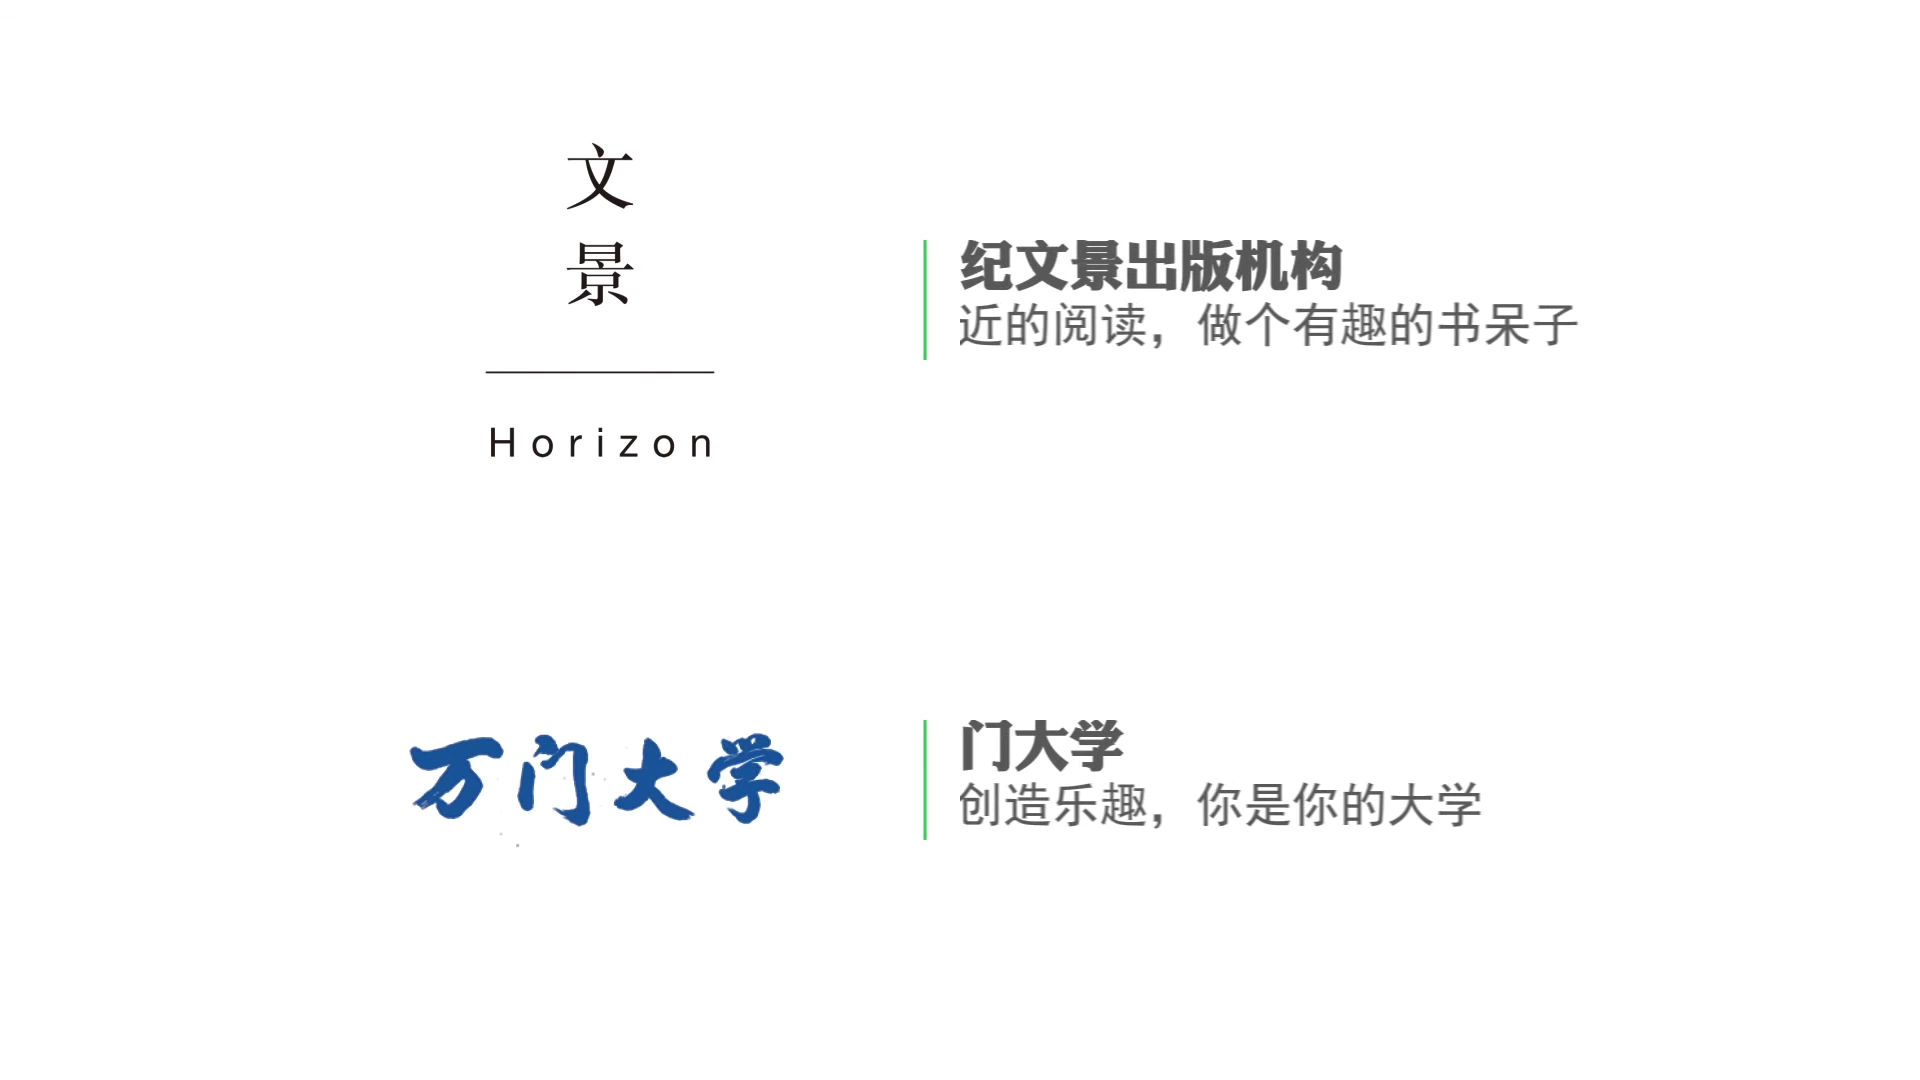 文
景
Horizon
纪文景出版机构
近的阅读，做个有趣的书呆子
万门大学
门大学
创造乐趣，你是你的大学